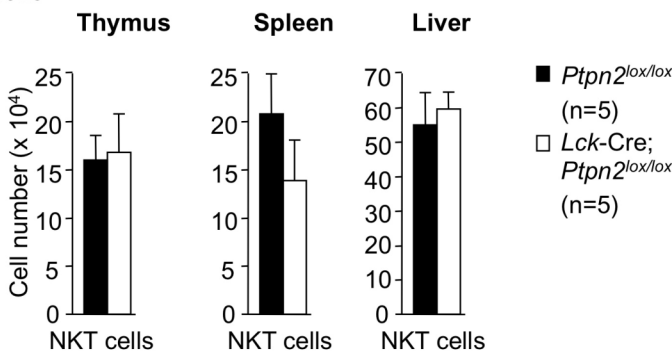 Thymus
Spleen
Liver
Cell number (x 10⁴)
25
20
15
10
5
0
NKT cells
25
20
15
10
5
0
NKT cells
70
60
50
40
30
20
10
0
NKT cells
Ptpn2lox/lox
(n=5)
Lck-Cre;
Ptpn2lox/lox
(n=5)